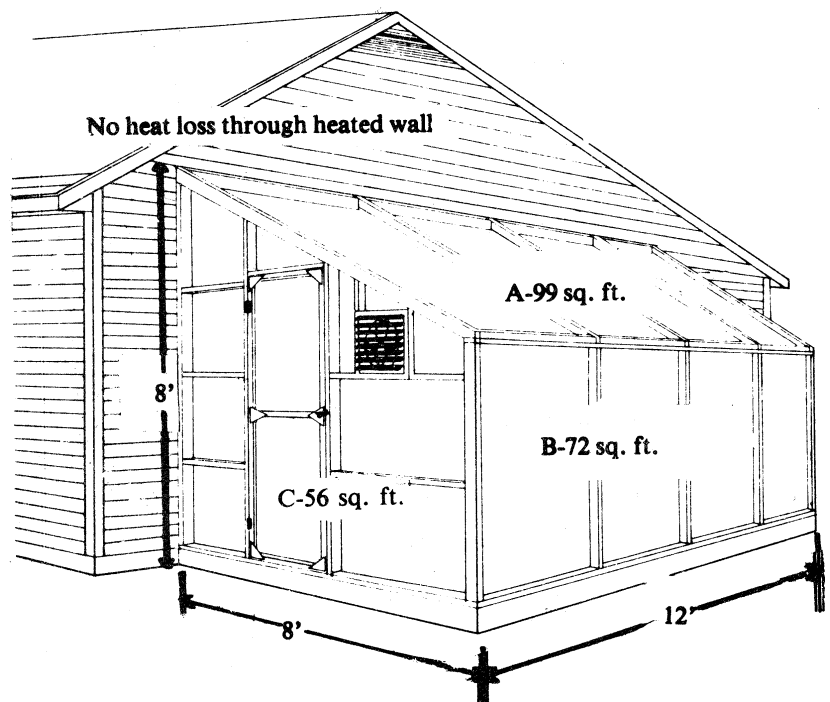 No heat loss through heated wall
A-99 sq. ft.
8’
B-72 sq. ft.
C-56 sq. ft.
8’
12’